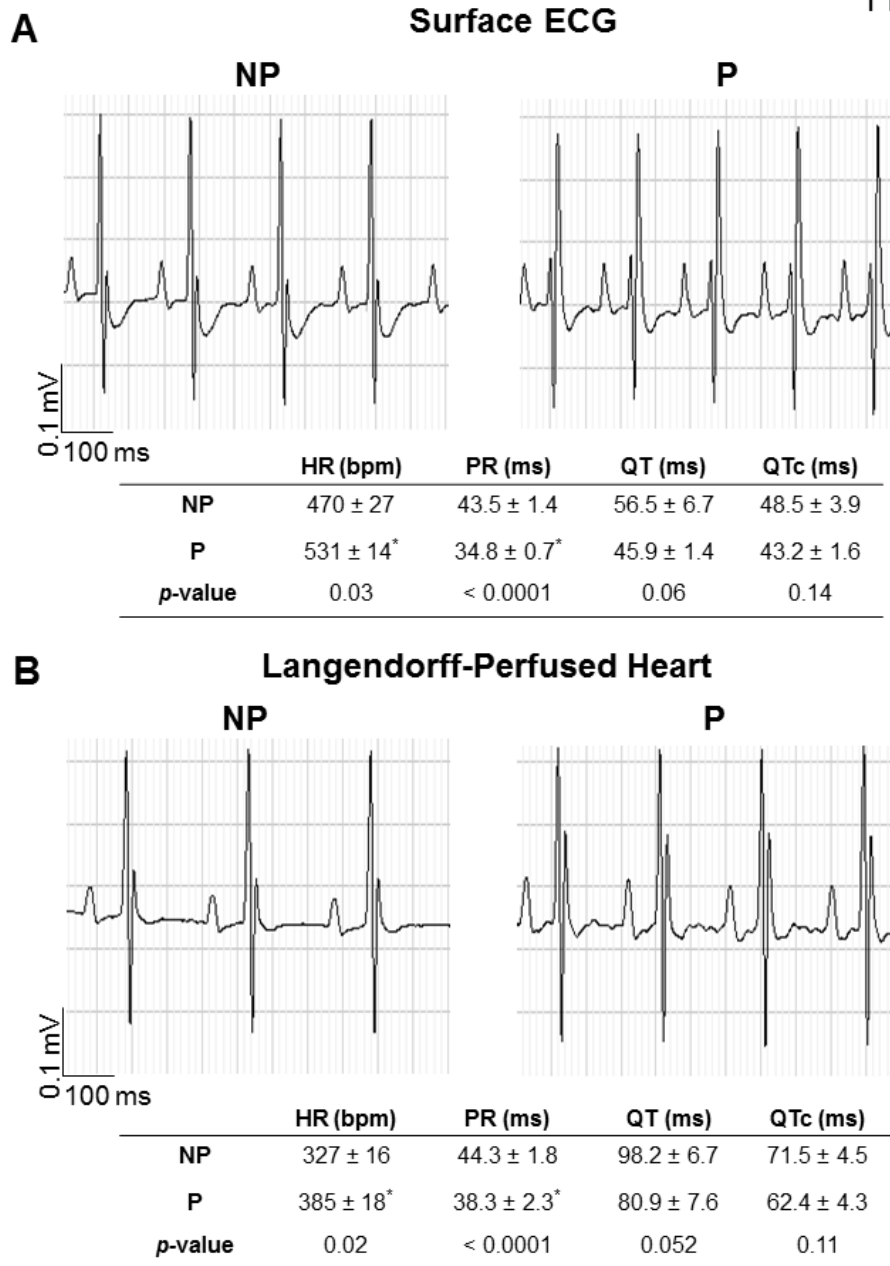 A
Surface ECG
NP P
0.1 mV
100 ms
HR (bpm) PR (ms) QT (ms) QTc (ms)
NP 470 ± 27 43.5 ± 1.4 56.5 ± 6.7 48.5 ± 3.9
P 531 ± 14* 34.8 ± 0.7* 45.9 ± 1.4 43.2 ± 1.6
p-value 0.03 < 0.0001 0.06 0.14
B
Langendorff-Perfused Heart
NP P
0.1 mV
100 ms
HR (bpm) PR (ms) QT (ms) QTc (ms)
NP 327 ± 16 44.3 ± 1.8 98.2 ± 6.7 71.5 ± 4.5
P 385 ± 18* 38.3 ± 2.3* 80.9 ± 7.6 62.4 ± 4.3
p-value 0.02 < 0.0001 0.052 0.11